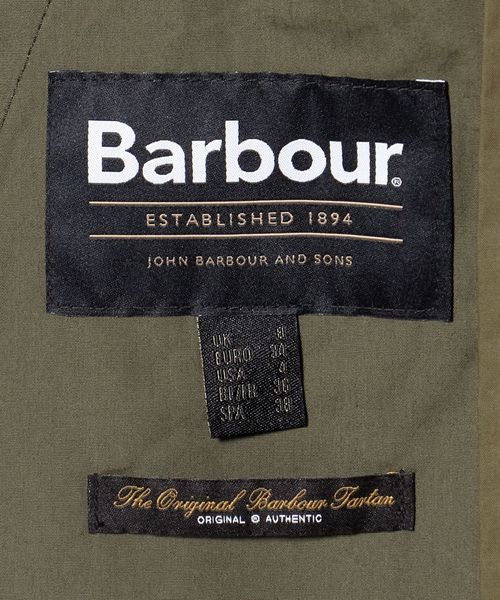 Barbour®
ESTABLISHED 1894
JOHN BARBOUR AND SONS
UK 8
EURO 34
USA 4
BI/FR 36
SPA 38
The Original Barbour Tartan
ORIGINAL ® AUTHENTIC